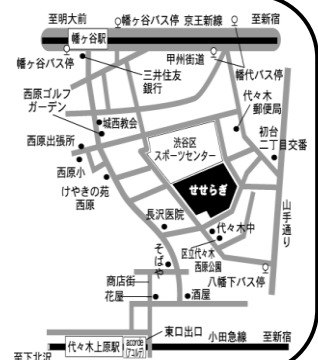 至明大前
幡ヶ谷バス停
京王新線
至新宿
幡ヶ谷駅
幡ヶ谷バス停
甲州街道
幡代バス停
三井住友
銀行
西原ゴルフ
ガーデン
代々木
郵便局
城西教会
西原出張所
渋谷区
スポーツセンター
初台
二丁目交番
西原小
けやきの苑
西原
せせらぎ
山手通り
長沢医院
代々木中
そばや
区立代々木
西原公園
商店街
八幡下バス停
花屋
酒屋
東口出口
代々木上原駅
acorde
(アコルデ)
小田急線
至新宿
至下北沢